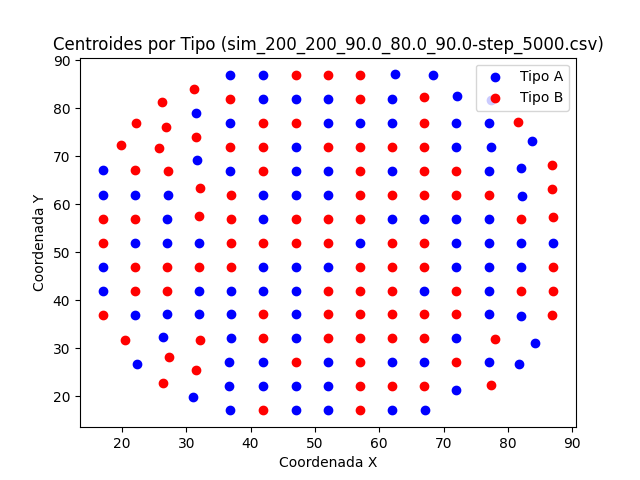 Centroides por Tipo (sim_200_200_90.0_80.0_90.0-step_5000.csv)
Tipo A
Tipo B
90
80
70
60
50
40
30
20
Coordenada Y
20 30 40 50 60 70 80 90
Coordenada X